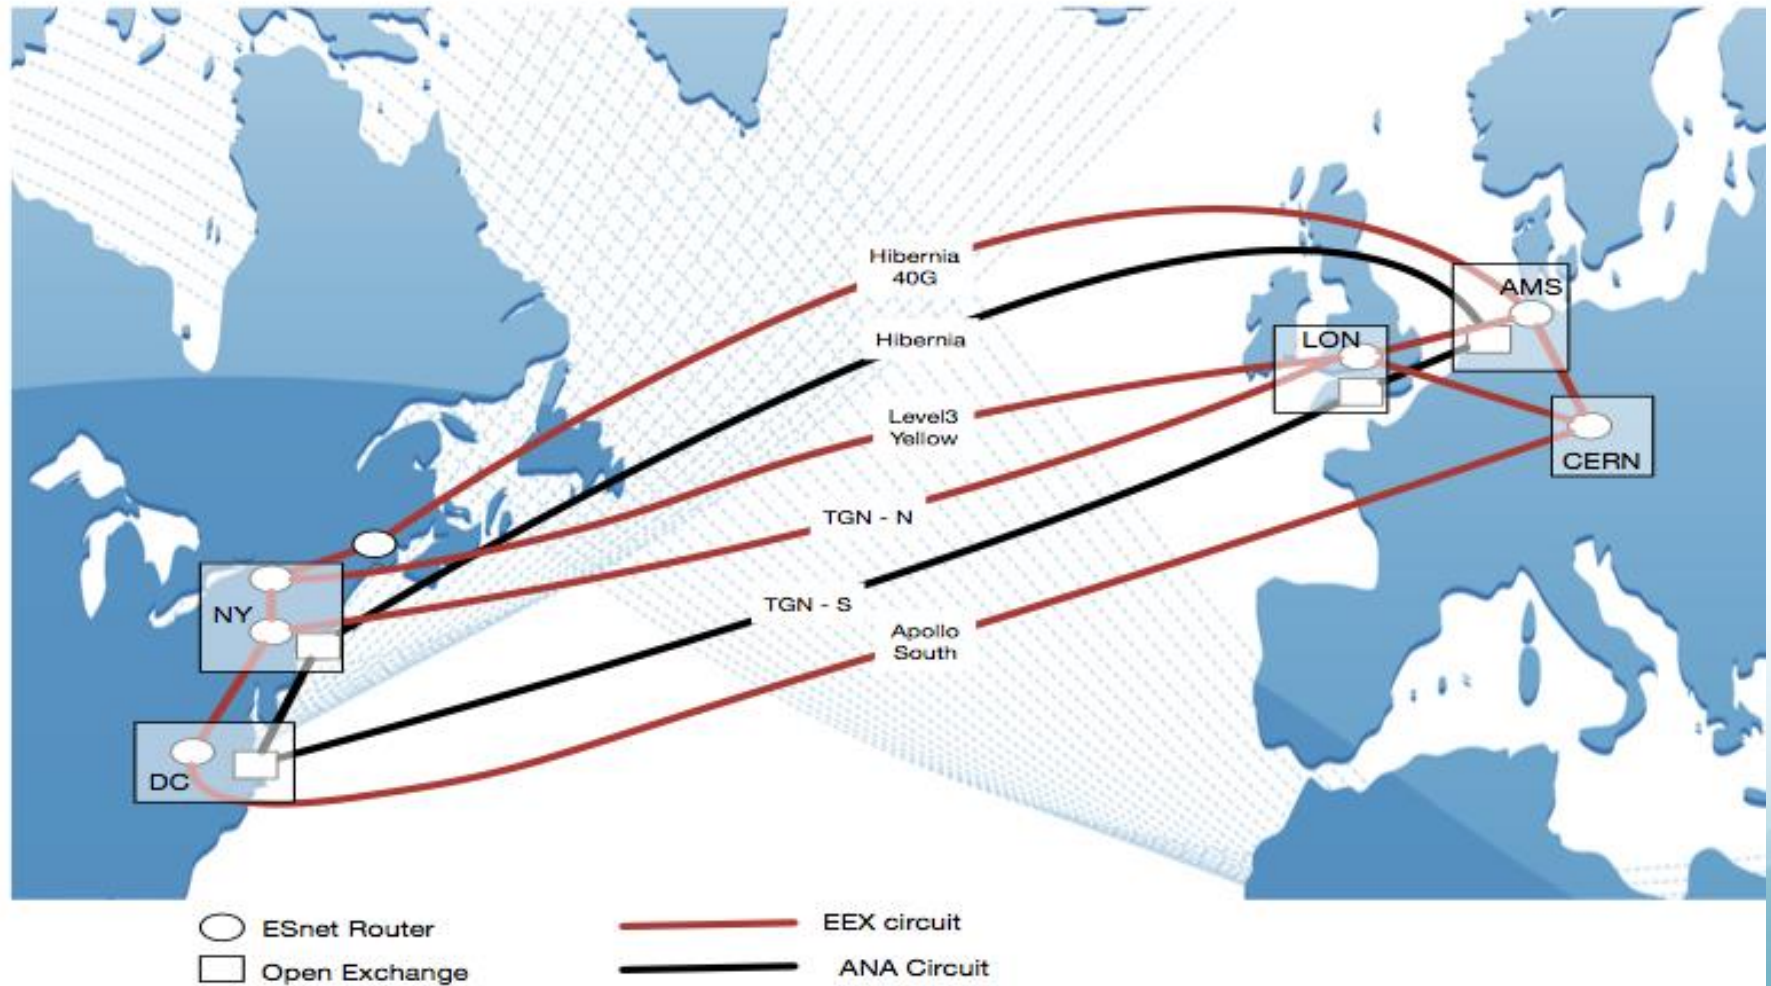 Hibernia
40G
Hibernia
AMS
LON
Level3
Yellow
CERN
TGN - N
NY
TGN - S
Apollo
South
DC
ESnet Router
EEX circuit
Open Exchange
ANA Circuit